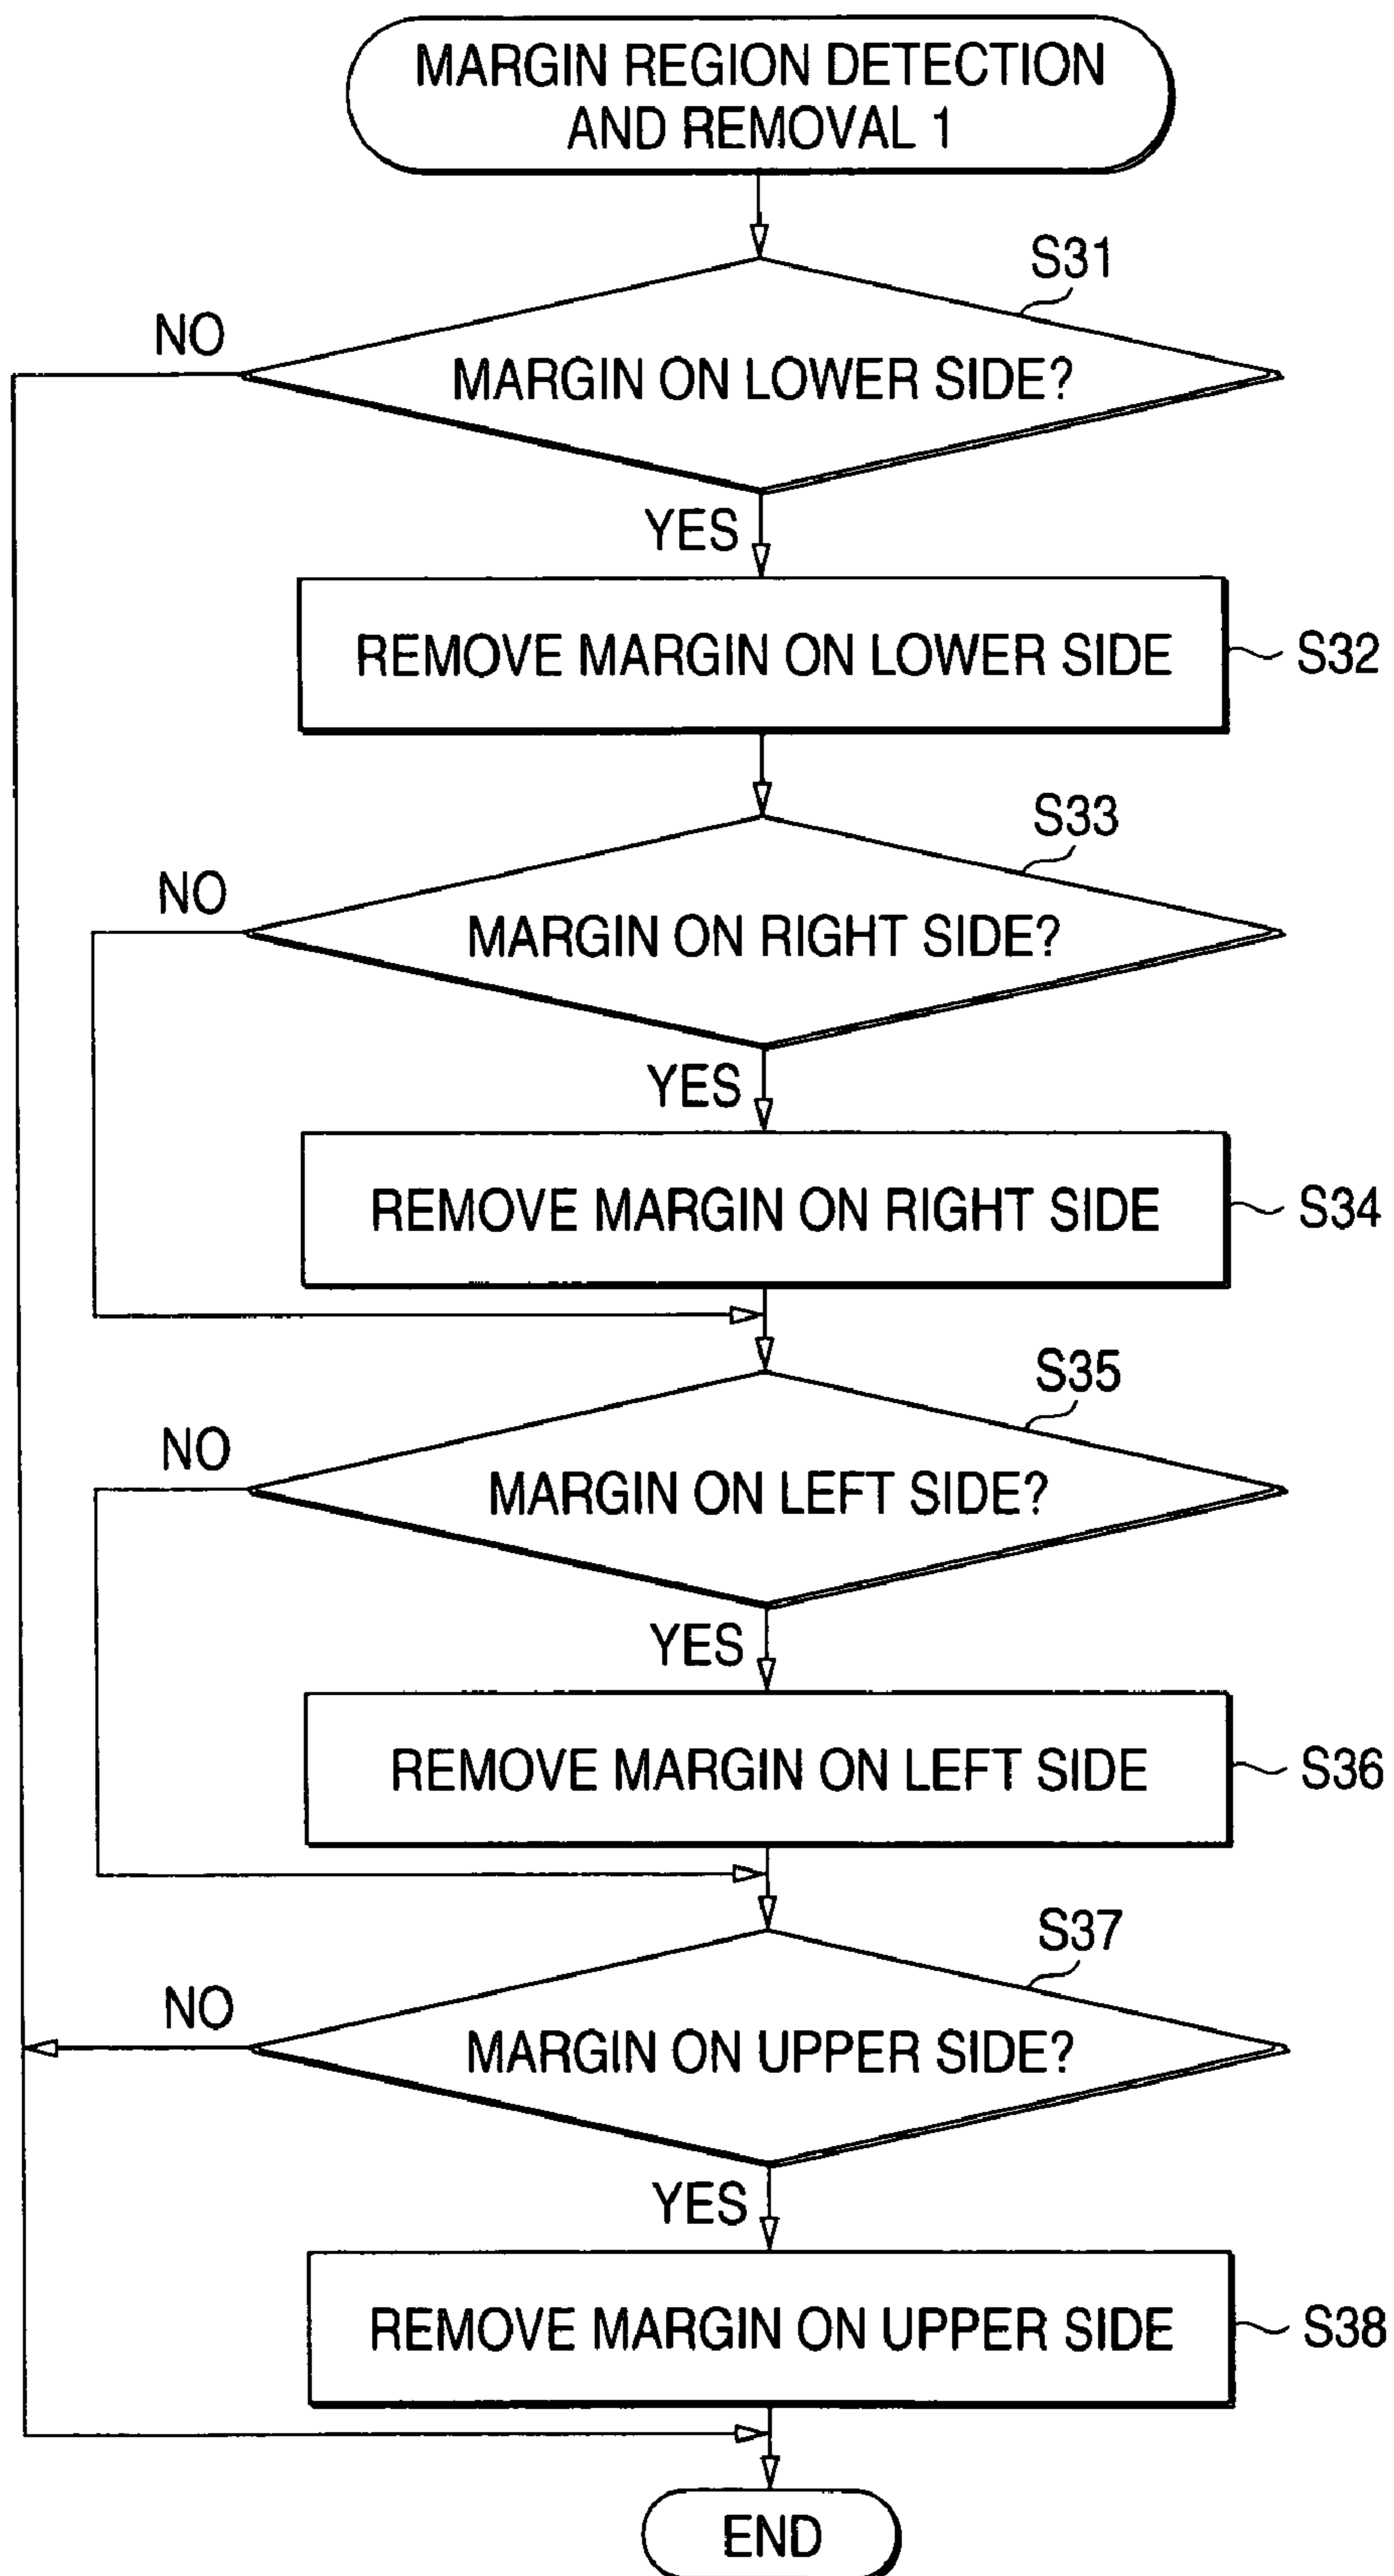 MARGIN REGION DETECTION
AND REMOVAL 1
S31
NO
MARGIN ON LOWER SIDE?
YES
REMOVE MARGIN ON LOWER SIDE
S32
S33
NO
MARGIN ON RIGHT SIDE?
YES
REMOVE MARGIN ON RIGHT SIDE
S34
S35
NO
MARGIN ON LEFT SIDE?
YES
REMOVE MARGIN ON LEFT SIDE
S36
S37
NO
MARGIN ON UPPER SIDE?
YES
REMOVE MARGIN ON UPPER SIDE
S38
END